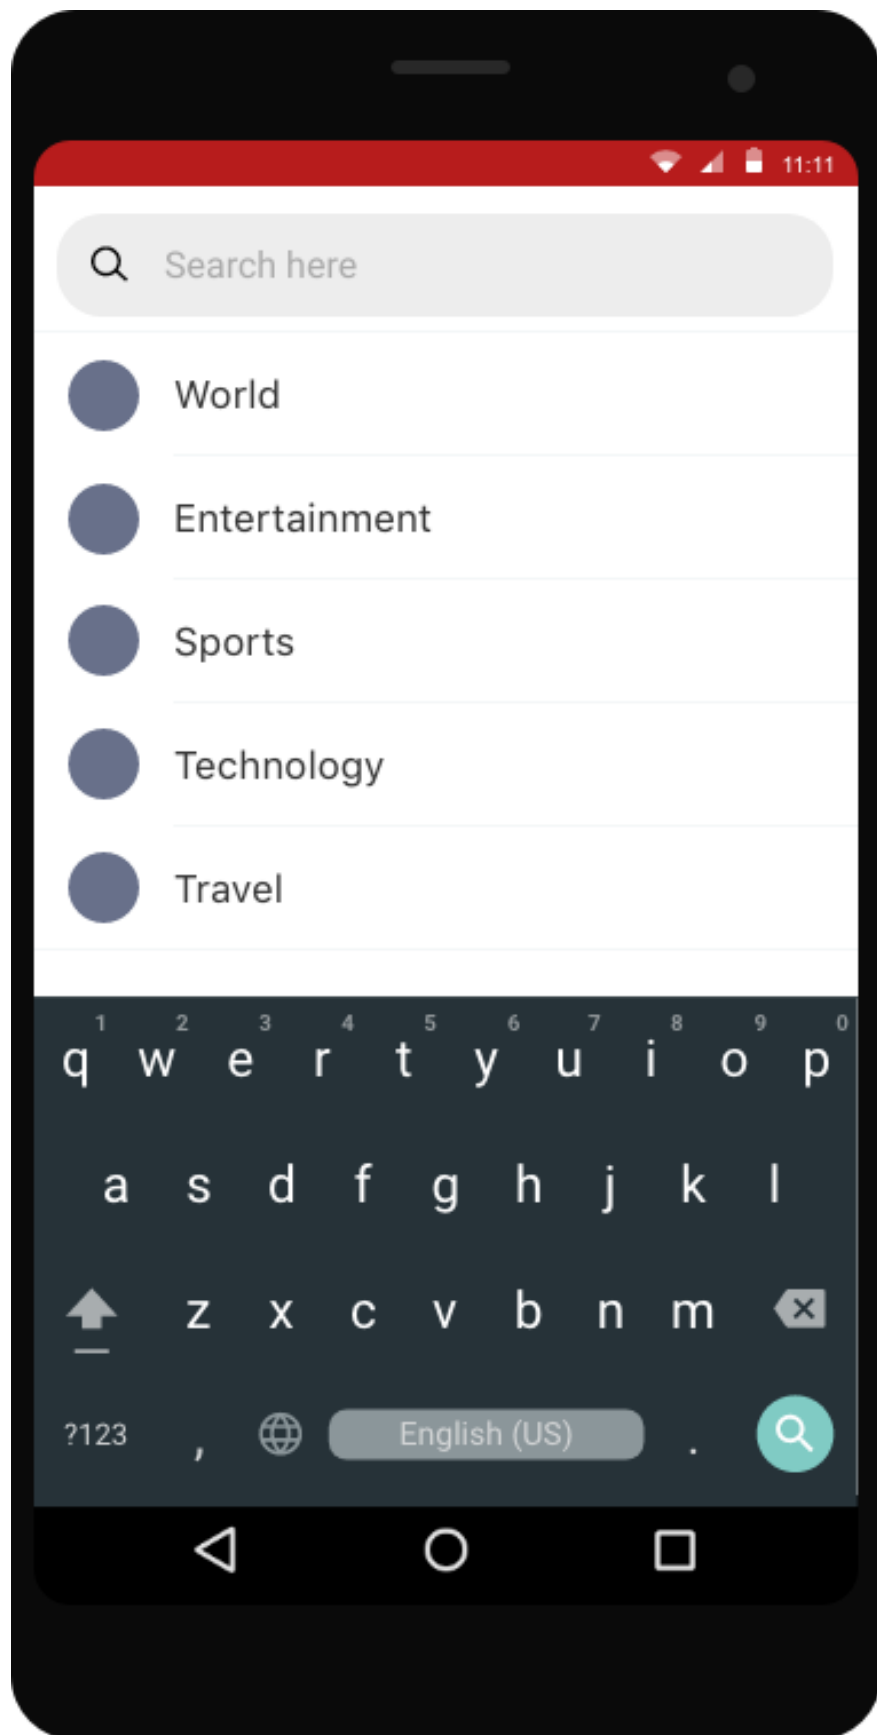 11:11
Search here
World
Entertainment
Sports
Technology
Travel
1 2 3 4 5 6 7 8 9 0
q w e r t y u i o p
a s d f g h j k l
z x c v b n m
?123 , English (US) .